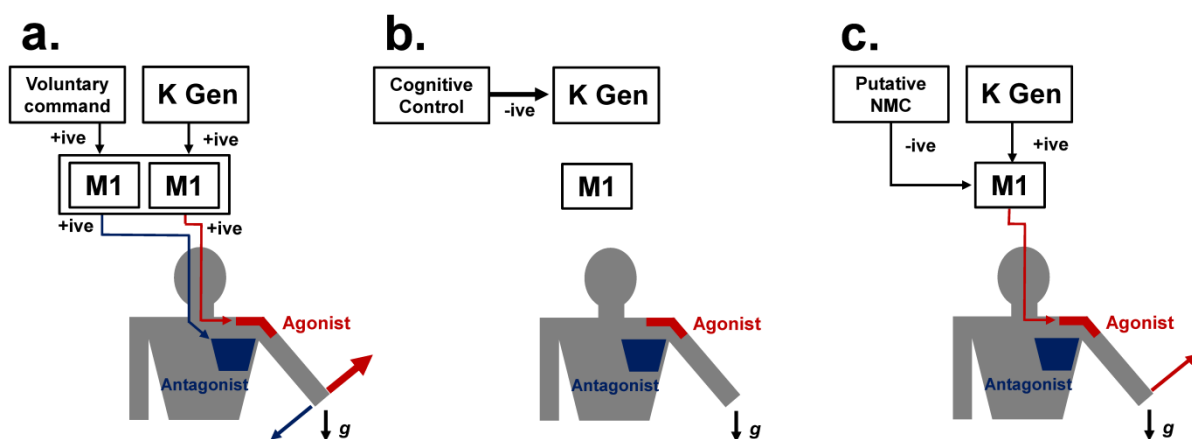 a.
Voluntary
command
K Gen
+ive
+ive
M1
M1
+ive
+ive
Agonist
Antagonist
g
b.
Cognitive
Control
-ive
K Gen
M1
Agonist
Antagonist
g
c.
Putative
NMC
K Gen
-ive
+ive
M1
Agonist
Antagonist
g